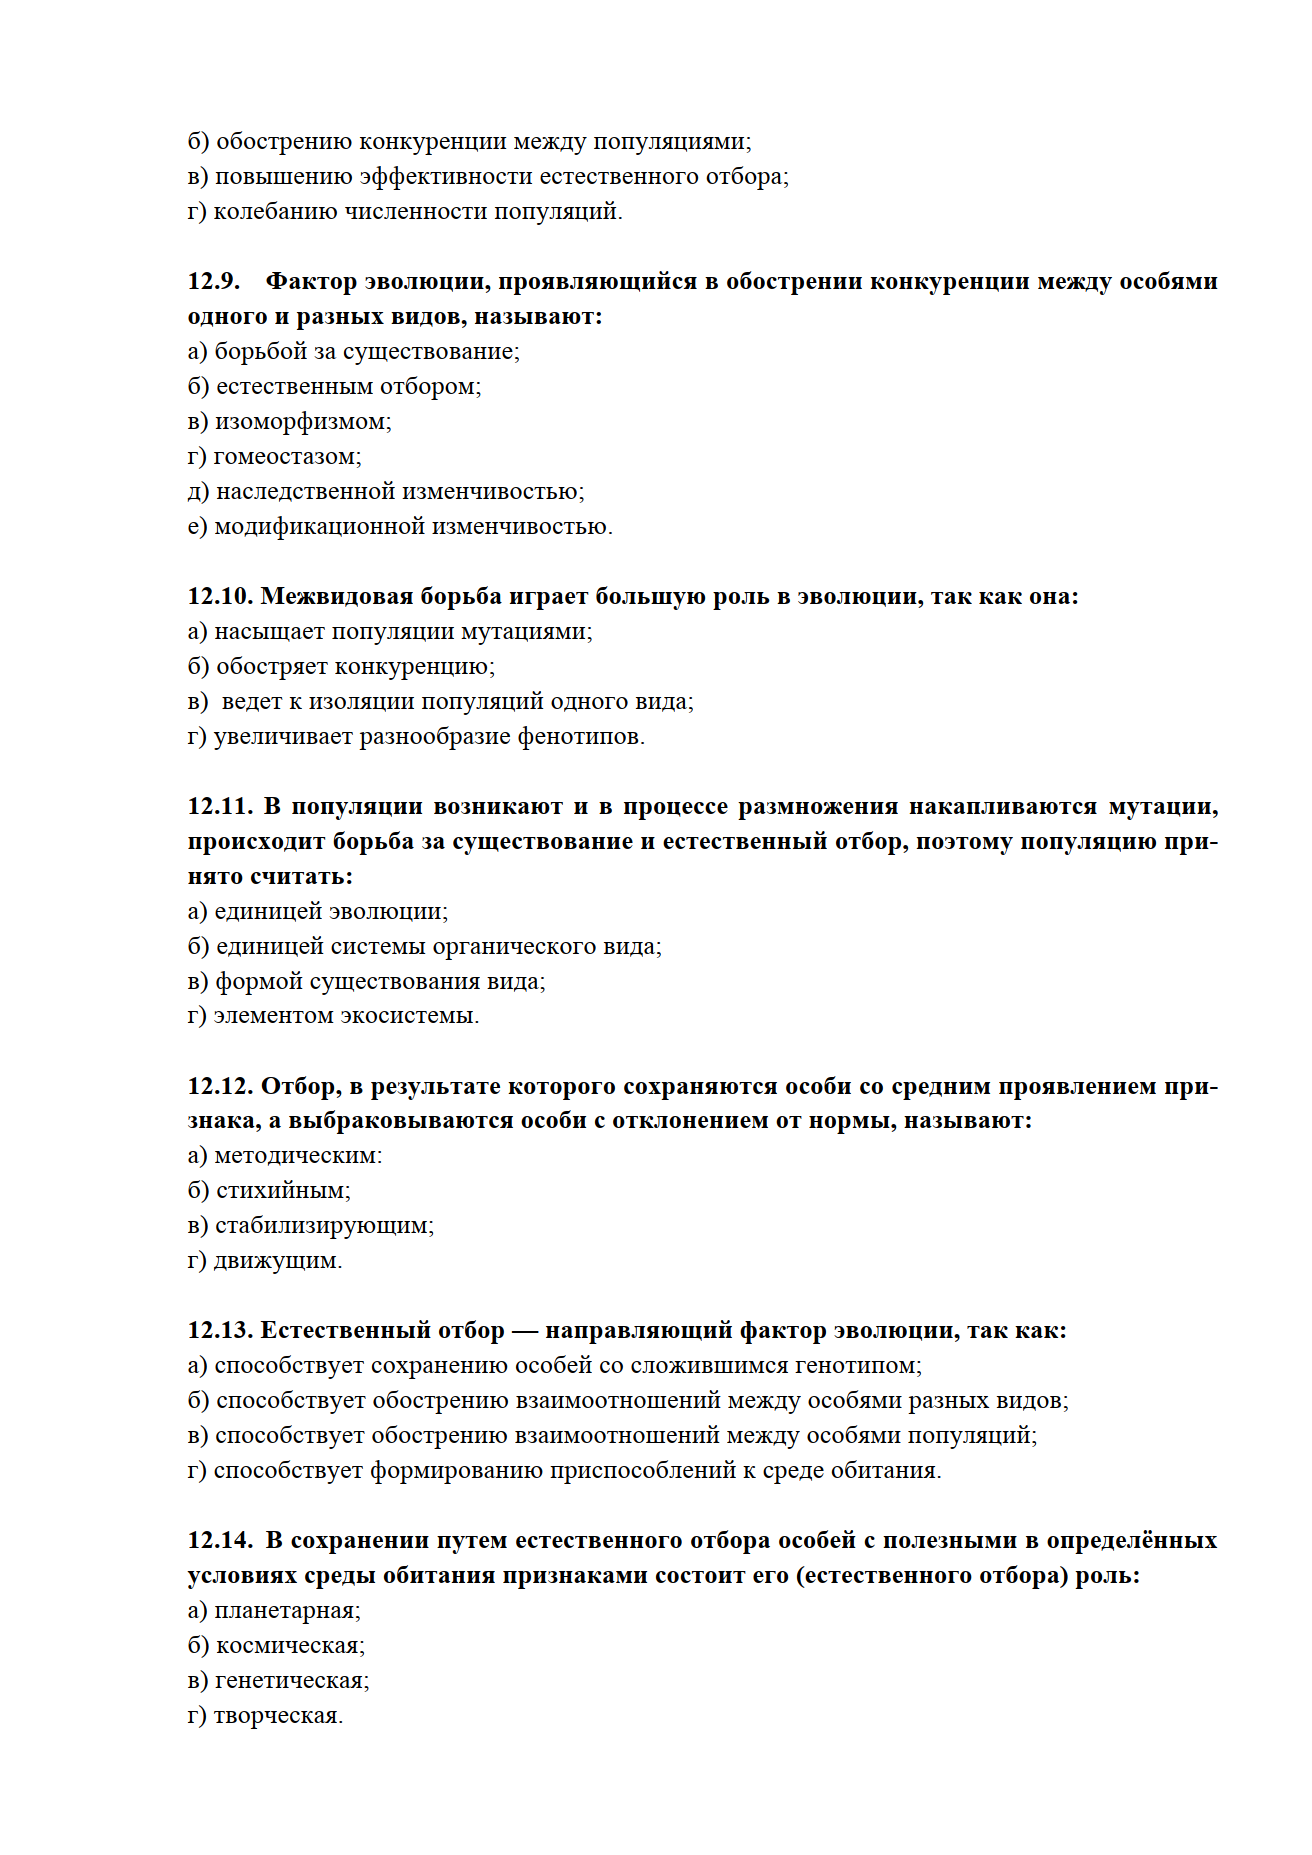 б) обострению конкуренции между популяциями;
в) повышению эффективности естественного отбора;
г) колебанию численности популяций.
12.9. Фактор эволюции, проявляющийся в обострении конкуренции между особями
одного и разных видов, называют:
а) борьбой за существование;
б) естественным отбором;
в) изоморфизмом;
г) гомеостазом;
д) наследственной изменчивостью;
е) модификационной изменчивостью.
12.10. Межвидовая борьба играет большую роль в эволюции, так как она:
а) насыщает популяции мутациями;
б) обостряет конкуренцию;
в) ведет к изоляции популяций одного вида;
г) увеличивает разнообразие фенотипов.
12.11. В популяции возникают и в процессе размножения накапливаются мутации,
происходит борьба за существование и естественный отбор, поэтому популяцию при-
нято считать:
а) единицей эволюции;
б) единицей системы органического вида;
в) формой существования вида;
г) элементом экосистемы.
12.12. Отбор, в результате которого сохраняются особи со средним проявлением при-
знака, а выбраковываются особи с отклонением от нормы, называют:
а) методическим:
б) стихийным;
в) стабилизирующим;
г) движущим.
12.13. Естественный отбор — направляющий фактор эволюции, так как:
а) способствует сохранению особей со сложившимся генотипом;
б) способствует обострению взаимоотношений между особями разных видов;
в) способствует обострению взаимоотношений между особями популяций;
г) способствует формированию приспособлений к среде обитания.
12.14. В сохранении путем естественного отбора особей с полезными в определённых
условиях среды обитания признаками состоит его (естественного отбора) роль:
а) планетарная;
б) космическая;
в) генетическая;
г) творческая.